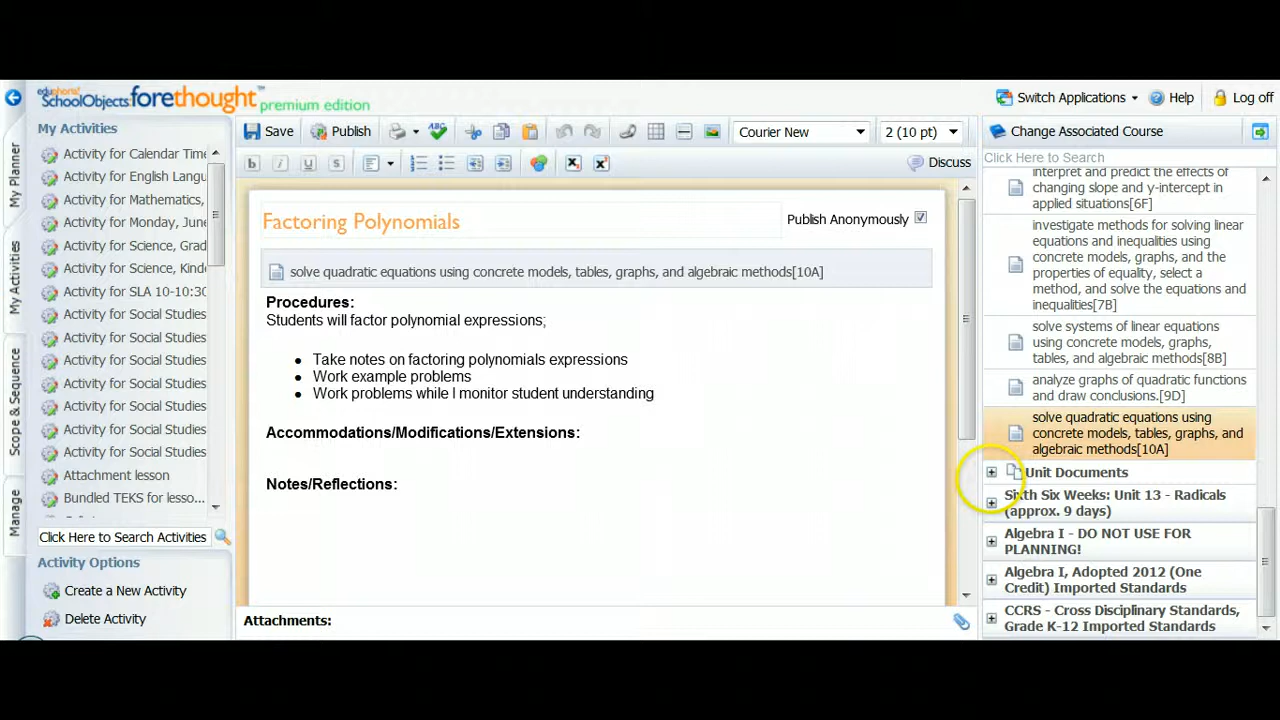 eduphoria!
SchoolObjects:forethought™ premium edition
Switch Applications
Help
Log off
My Planner
My Activities
Scope & Sequence
Manage
My Activities
Activity for Calendar Time
Activity for English Langu
Activity for Mathematics,
Activity for Monday, June
Activity for Science, Grad
Activity for Science, Kinde
Activity for SLA 10-10:30
Activity for Social Studies
Activity for Social Studies
Activity for Social Studies
Activity for Social Studies
Activity for Social Studies
Activity for Social Studies
Activity for Social Studies
Attachment lesson
Bundled TEKS for lesso...
Click Here to Search Activities
Activity Options
Create a New Activity
Delete Activity
Save
Publish
ABC
Courier New
2 (10 pt)
b
i
U
S
x
x
Discuss
Factoring Polynomials
Publish Anonymously
solve quadratic equations using concrete models, tables, graphs, and algebraic methods[10A]
Procedures:
Students will factor polynomial expressions;
Take notes on factoring polynomials expressions
Work example problems
Work problems while I monitor student understanding
Accommodations/Modifications/Extensions:
Notes/Reflections:
Attachments:
Change Associated Course
Click Here to Search
interpret and predict the effects of
changing slope and y-intercept in
applied situations[6F]
investigate methods for solving linear
equations and inequalities using
concrete models, graphs, and the
properties of equality, select a
method, and solve the equations and
inequalities[7B]
solve systems of linear equations
using concrete models, graphs,
tables, and algebraic methods[8B]
analyze graphs of quadratic functions
and draw conclusions.[9D]
solve quadratic equations using
concrete models, tables, graphs, and
algebraic methods[10A]
Unit Documents
Sixth Six Weeks: Unit 13 - Radicals
(approx. 9 days)
Algebra I - DO NOT USE FOR
PLANNING!
Algebra I, Adopted 2012 (One
Credit) Imported Standards
CCRS - Cross Disciplinary Standards,
Grade K-12 Imported Standards